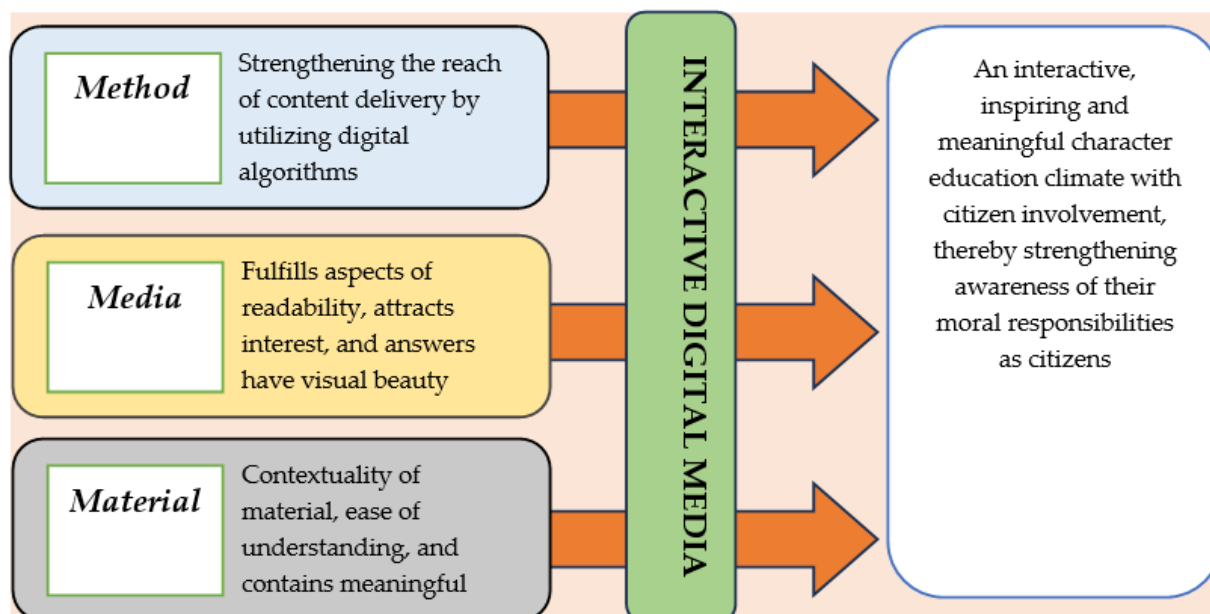 Method
Strengthening the reach
of content delivery by
utilizing digital
algorithms
Media
Fulfills aspects of
readability, attracts
interest, and answers
have visual beauty
Material
Contextuality of
material, ease of
understanding, and
contains meaningful
INTERACTIVE DIGITAL MEDIA
An interactive,
inspiring and
meaningful character
education climate with
citizen involvement,
thereby strengthening
awareness of their
moral responsibilities
as citizens